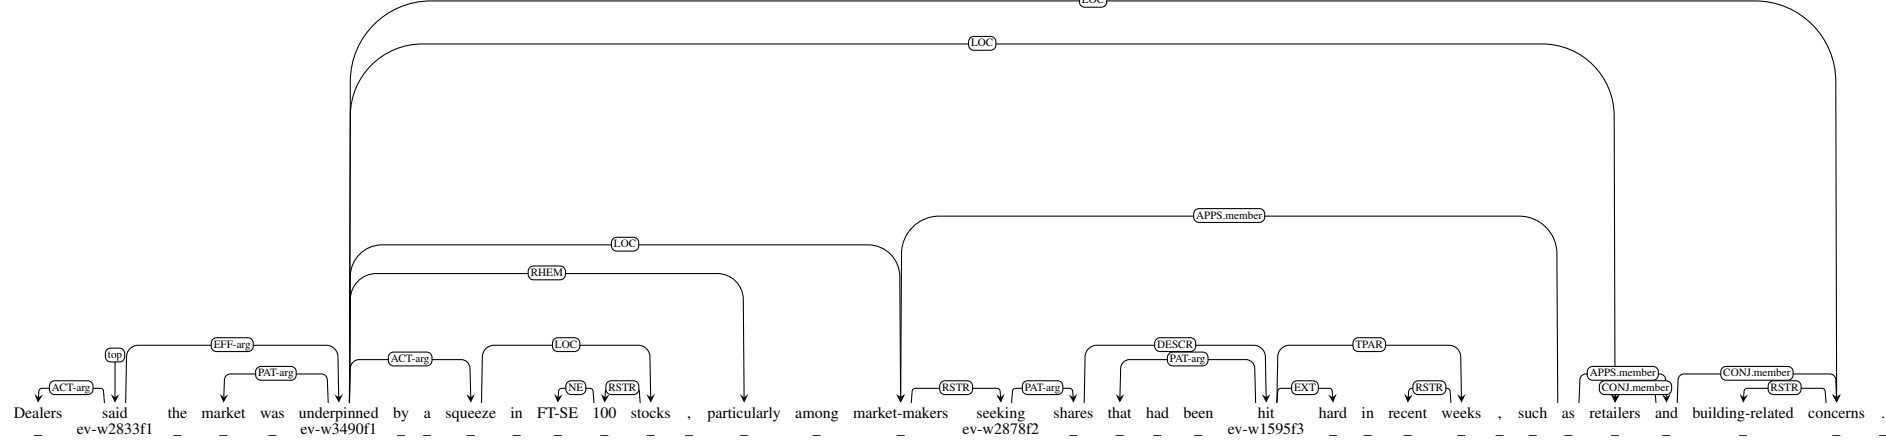 LOC
LOC
APPS.member
LOC
RHEM
top EFF-arg LOC DESCR TPAR
ACT-arg PAT-arg
PAT-arg APPS.member CONJ.member
ACT-arg NE RSTR RSTR PAT-arg EXT RSTR CONJ.member RSTR
Dealers said the market was underpinned by a squeeze in FT-SE 100 stocks , particularly among market-makers seeking shares that had been hit hard in recent weeks , such as retailers and building-related concerns .
_ ev-w2833f1 _ _ _ ev-w3490f1 _ _ _ _ _ _ _ _ _ _ _ ev-w2878f2 _ _ _ _ ev-w1595f3 _ _ _ _ _ _ _ _ _ _ _ _